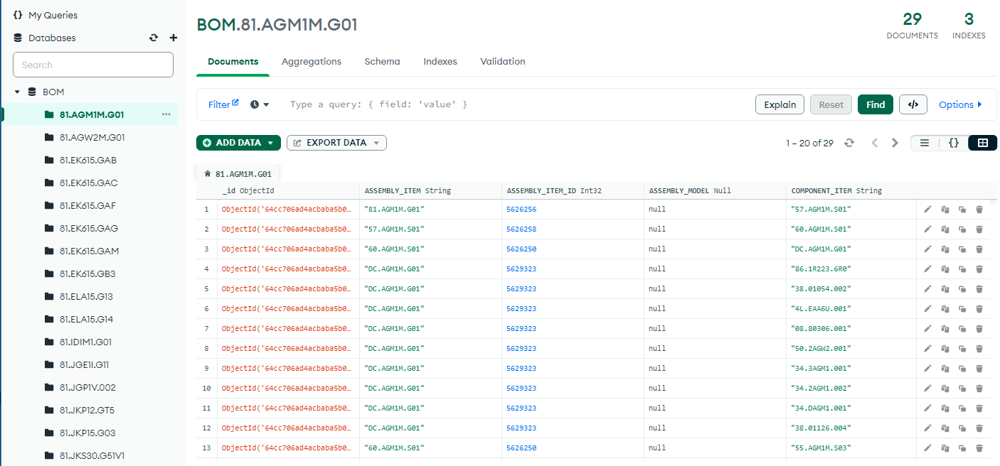 My Queries
Databases
Search
BOM
81.AGM1M.G01
81.AGW2M.G01
81.EK615.GAB
81.EK615.GAC
81.EK615.GAF
81.EK615.GAG
81.EK615.GAM
81.EK615.GB3
81.ELA15.G13
81.ELA15.G14
81.IDIM1.G01
81.JGE1I.G11
81.JGP1V.002
81.JKP12.GT5
81.JKP15.G03
81.JKS30.G51V1
BOM.81.AGM1M.G01
29 DOCUMENTS
3 INDEXES
Documents Aggregations Schema Indexes Validation
Filter Type a query: { field: 'value' } Explain Reset Find </> Options
ADD DATA EXPORT DATA 1 – 20 of 29 {}
81.AGM1M.G01
_id ObjectId ASSEMBLY_ITEM String ASSEMBLY_ITEM_ID Int32 ASSEMBLY_MODEL Null COMPONENT_ITEM String
1 ObjectId('64cc706ad4acbaba5b0… "81.AGM1M.G01" 5626256 null "57.AGM1M.S01"
2 ObjectId('64cc706ad4acbaba5b0… "57.AGM1M.S01" 5626258 null "60.AGM1M.S01"
3 ObjectId('64cc706ad4acbaba5b0… "60.AGM1M.S01" 5626250 null "DC.AGM1M.G01"
4 ObjectId('64cc706ad4acbaba5b0… "DC.AGM1M.G01" 5629323 null "86.1R223.6R0"
5 ObjectId('64cc706ad4acbaba5b0… "DC.AGM1M.G01" 5629323 null "38.01054.002"
6 ObjectId('64cc706ad4acbaba5b0… "DC.AGM1M.G01" 5629323 null "4L.EAA6U.001"
7 ObjectId('64cc706ad4acbaba5b0… "DC.AGM1M.G01" 5629323 null "08.80306.001"
8 ObjectId('64cc706ad4acbaba5b0… "DC.AGM1M.G01" 5629323 null "50.2AGW2.001"
9 ObjectId('64cc706ad4acbaba5b0… "DC.AGM1M.G01" 5629323 null "34.3AGM1.001"
10 ObjectId('64cc706ad4acbaba5b0… "DC.AGM1M.G01" 5629323 null "34.2AGM1.002"
11 ObjectId('64cc706ad4acbaba5b0… "DC.AGM1M.G01" 5629323 null "34.DAGM1.001"
12 ObjectId('64cc706ad4acbaba5b0… "DC.AGM1M.G01" 5629323 null "38.01126.004"
13 ObjectId('64cc706ad4acbaba5b0… "60.AGM1M.S01" 5626250 null "55.AGM1M.S03"